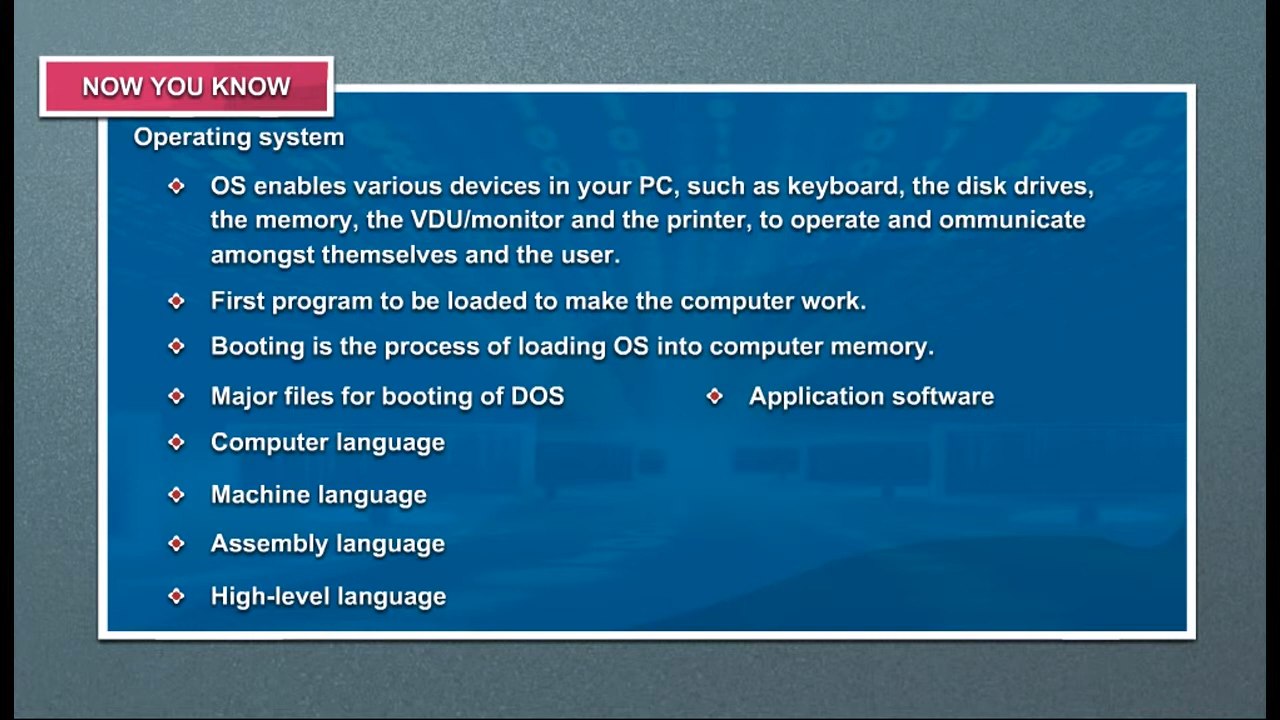 NOW YOU KNOW
Operating system
OS enables various devices in your PC, such as keyboard, the disk drives,
the memory, the VDU/monitor and the printer, to operate and ommunicate
amongst themselves and the user.
First program to be loaded to make the computer work.
Booting is the process of loading OS into computer memory.
Major files for booting of DOS
Application software
Computer language
Machine language
Assembly language
High-level language